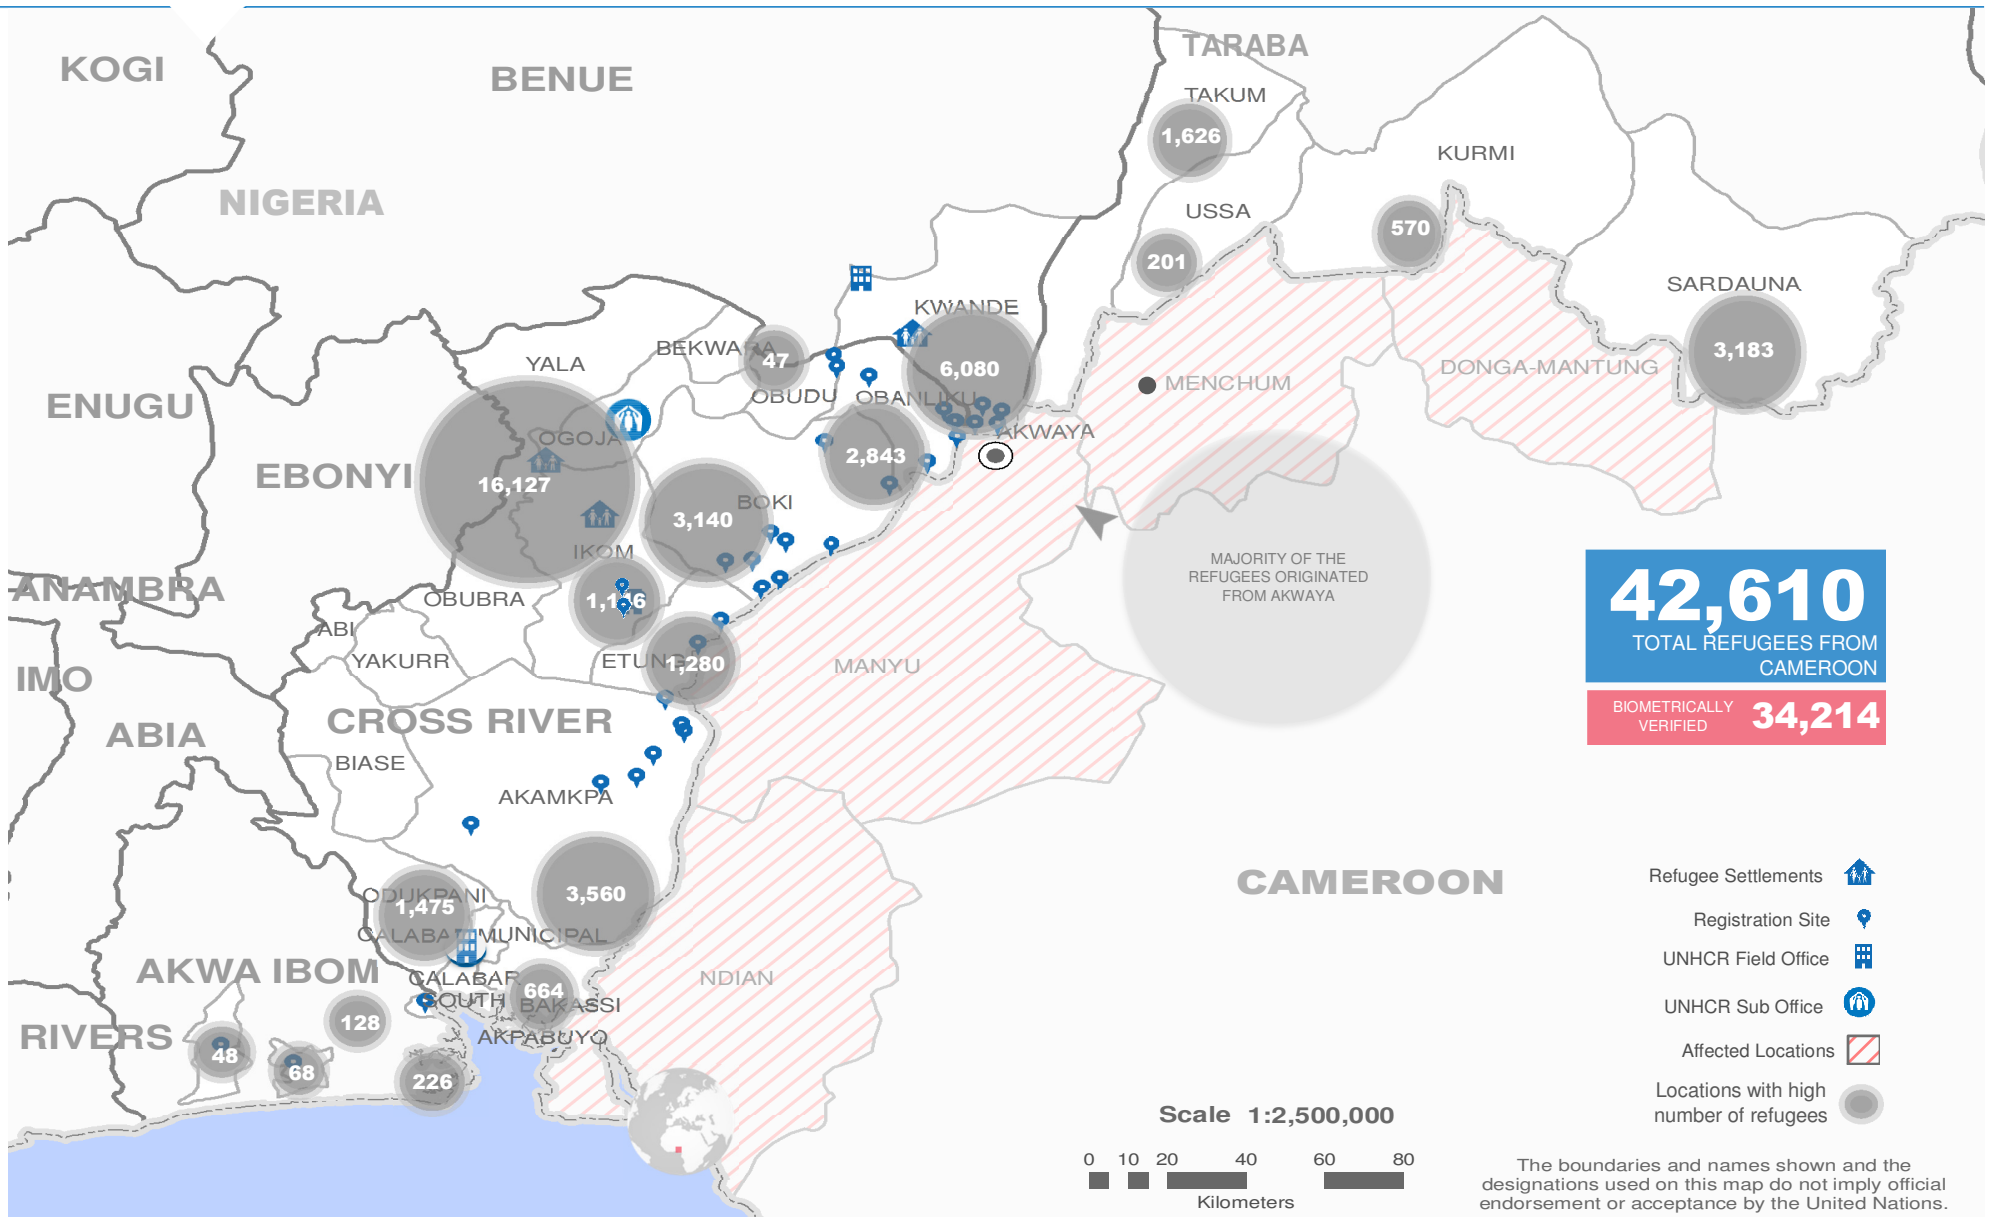 KOGI
BENUE
TARABA
TAKUM
1,626
KURMI
NIGERIA
USSA
570
201
SARDAUNA
3,183
KWANDE
6,080
BEKWARA
47
YALA
OBUDU
OBANLIKU
DONGA-MANTUNG
MENCHUM
ENUGU
OGOJA
AKWAYA
EBONYI
16,127
2,843
BOKI
3,140
IKOM
MAJORITY OF THE
REFUGEES ORIGINATED
FROM AKWAYA
42,610
TOTAL REFUGEES FROM
CAMEROON
BIOMETRICALLY
VERIFIED
34,214
ANAMBRA
OBUBRA
ABI
YAKURR
ETUNG
1,280
MANYU
IMO
ABIA
CROSS RIVER
BIASE
AKAMKPA
ODUKPANI
1,475
3,560
CAMEROON
CALABAR MUNICIPAL
AKWA IBOM
CALABAR
SOUTH
664
BAKASSI
AKPABUYO
NDIAN
RIVERS
128
48
68
226
Refugee Settlements
Registration Site
UNHCR Field Office
UNHCR Sub Office
Affected Locations
Locations with high
number of refugees
Scale 1:2,500,000
0 10 20 40 60 80
Kilometers
The boundaries and names shown and the
designations used on this map do not imply official
endorsement or acceptance by the United Nations.